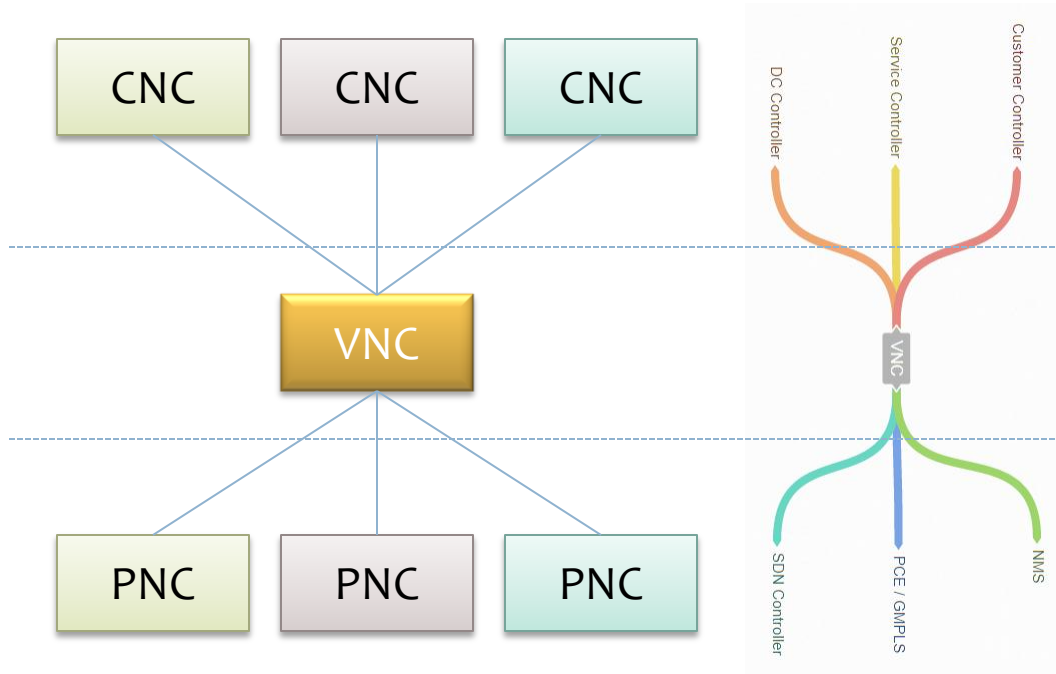 CNC
CNC
CNC
VNC
PNC
PNC
PNC
DC Controller
Service Controller
Customer Controller
VNC
SDN Controller
PCE / GMPLS
NMS